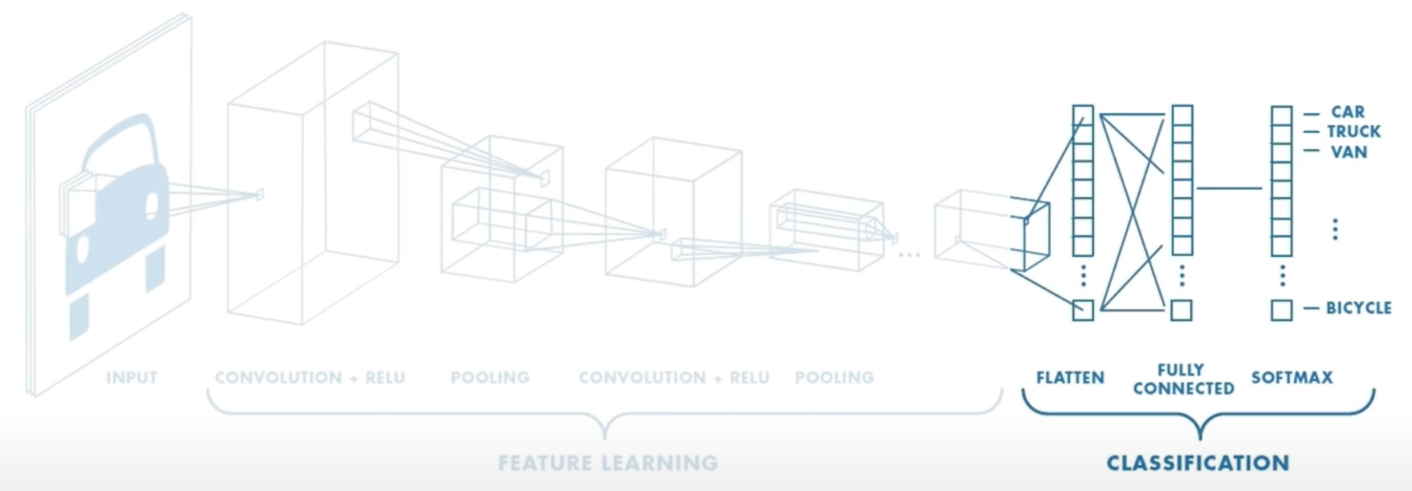 CAR
TRUCK
VAN
BICYCLE
INPUT
CONVOLUTION + RELU
POOLING
CONVOLUTION + RELU
POOLING
FLATTEN
FULLY
CONNECTED
SOFTMAX
FEATURE LEARNING
CLASSIFICATION